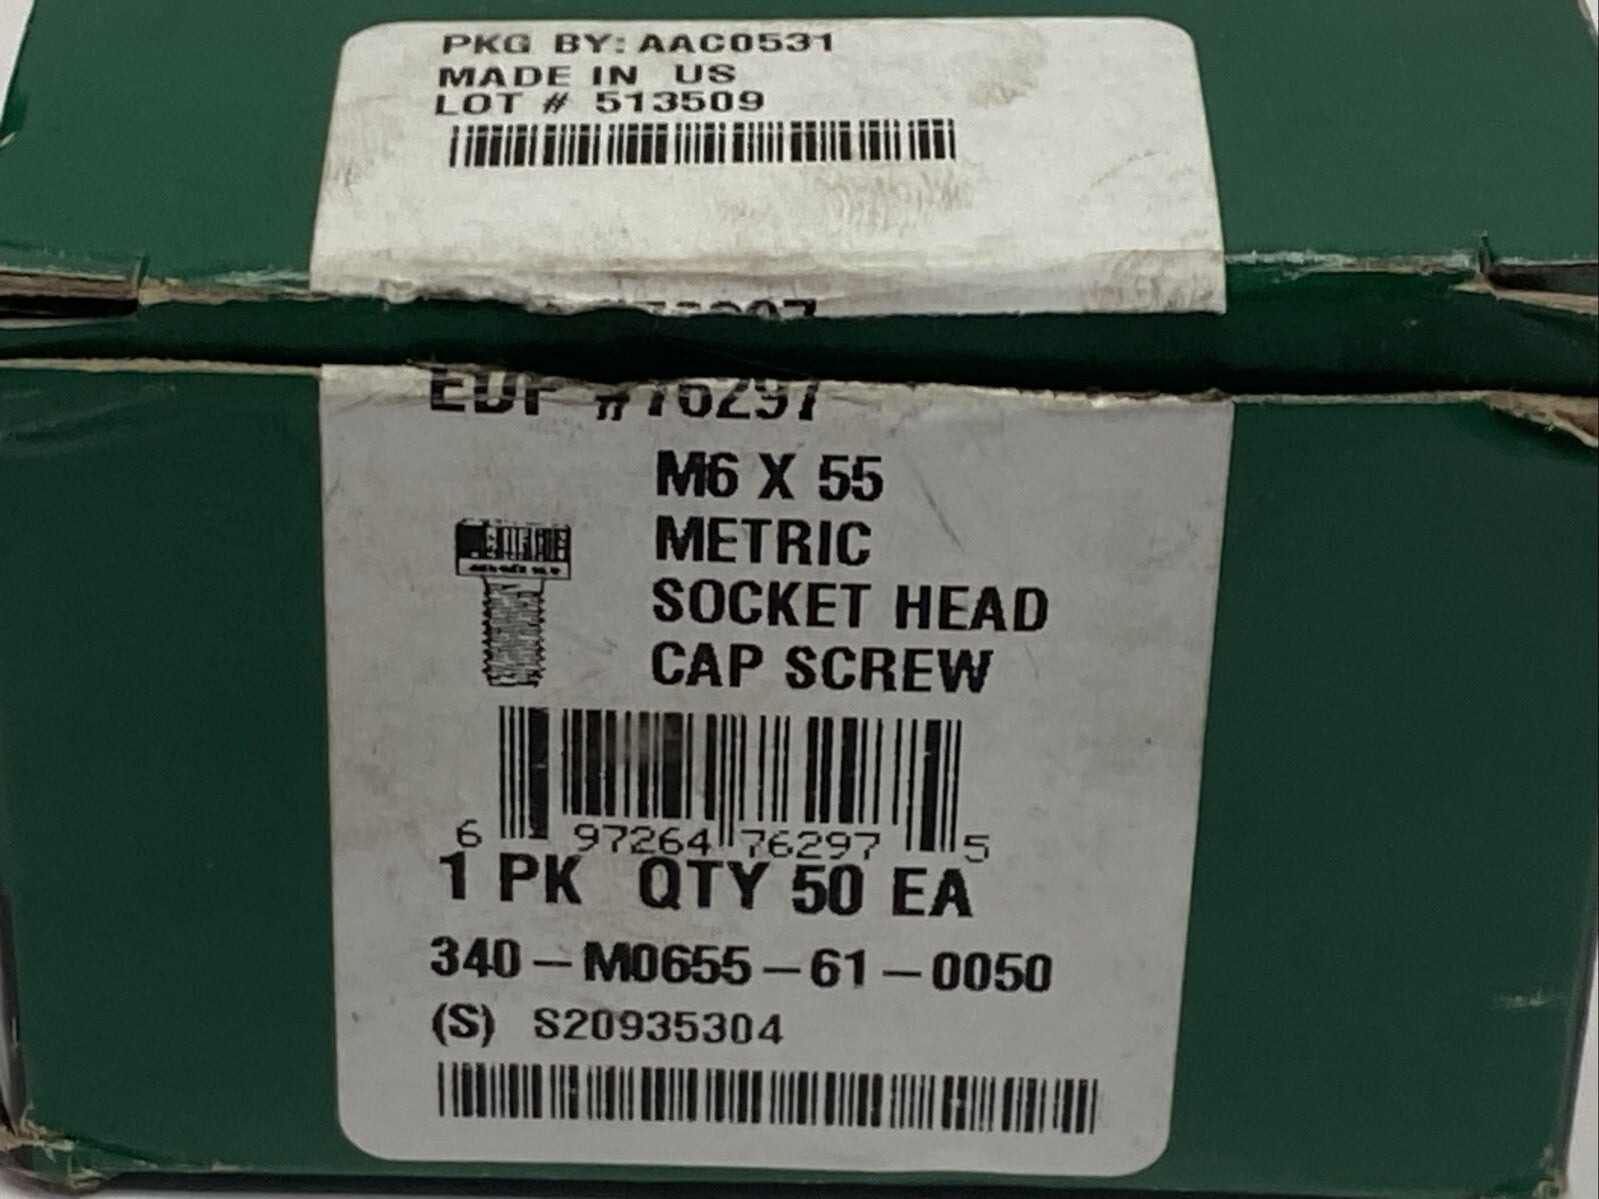 PKG BY: AAC0531
MADE IN US
LOT # 513509
EDP #76297
M6 X 55
METRIC
SOCKET HEAD
CAP SCREW
6 97264 76297 5
1 PK QTY 50 EA
340-M0655-61-0050
(S) S20935304